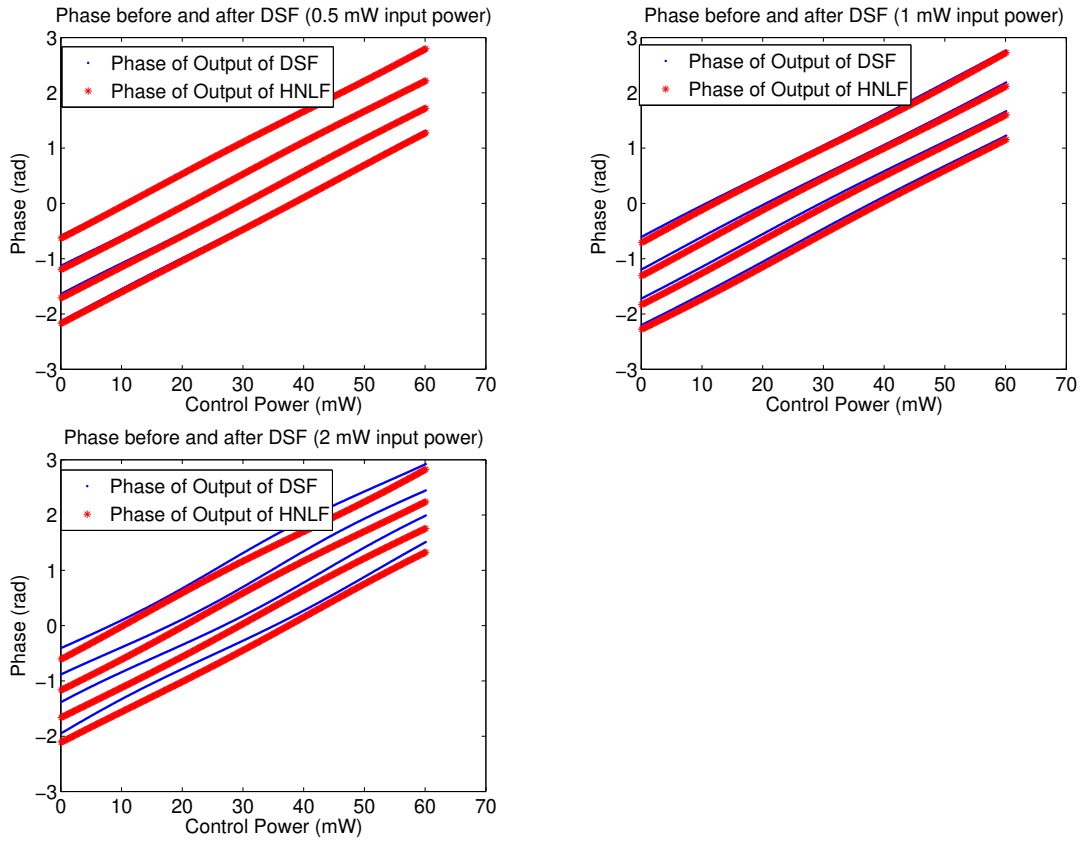 Phase before and after DSF (0.5 mW input power)
3
2
1
0
−1
−2
−3
Phase (rad)
Phase of Output of DSF
Phase of Output of HNLF
0 10 20 30 40 50 60 70
Control Power (mW)
Phase before and after DSF (1 mW input power)
3
2
1
0
−1
−2
−3
Phase (rad)
Phase of Output of DSF
Phase of Output of HNLF
0 10 20 30 40 50 60 70
Control Power (mW)
Phase before and after DSF (2 mW input power)
3
2
1
0
−1
−2
−3
Phase (rad)
Phase of Output of DSF
Phase of Output of HNLF
0 10 20 30 40 50 60 70
Control Power (mW)